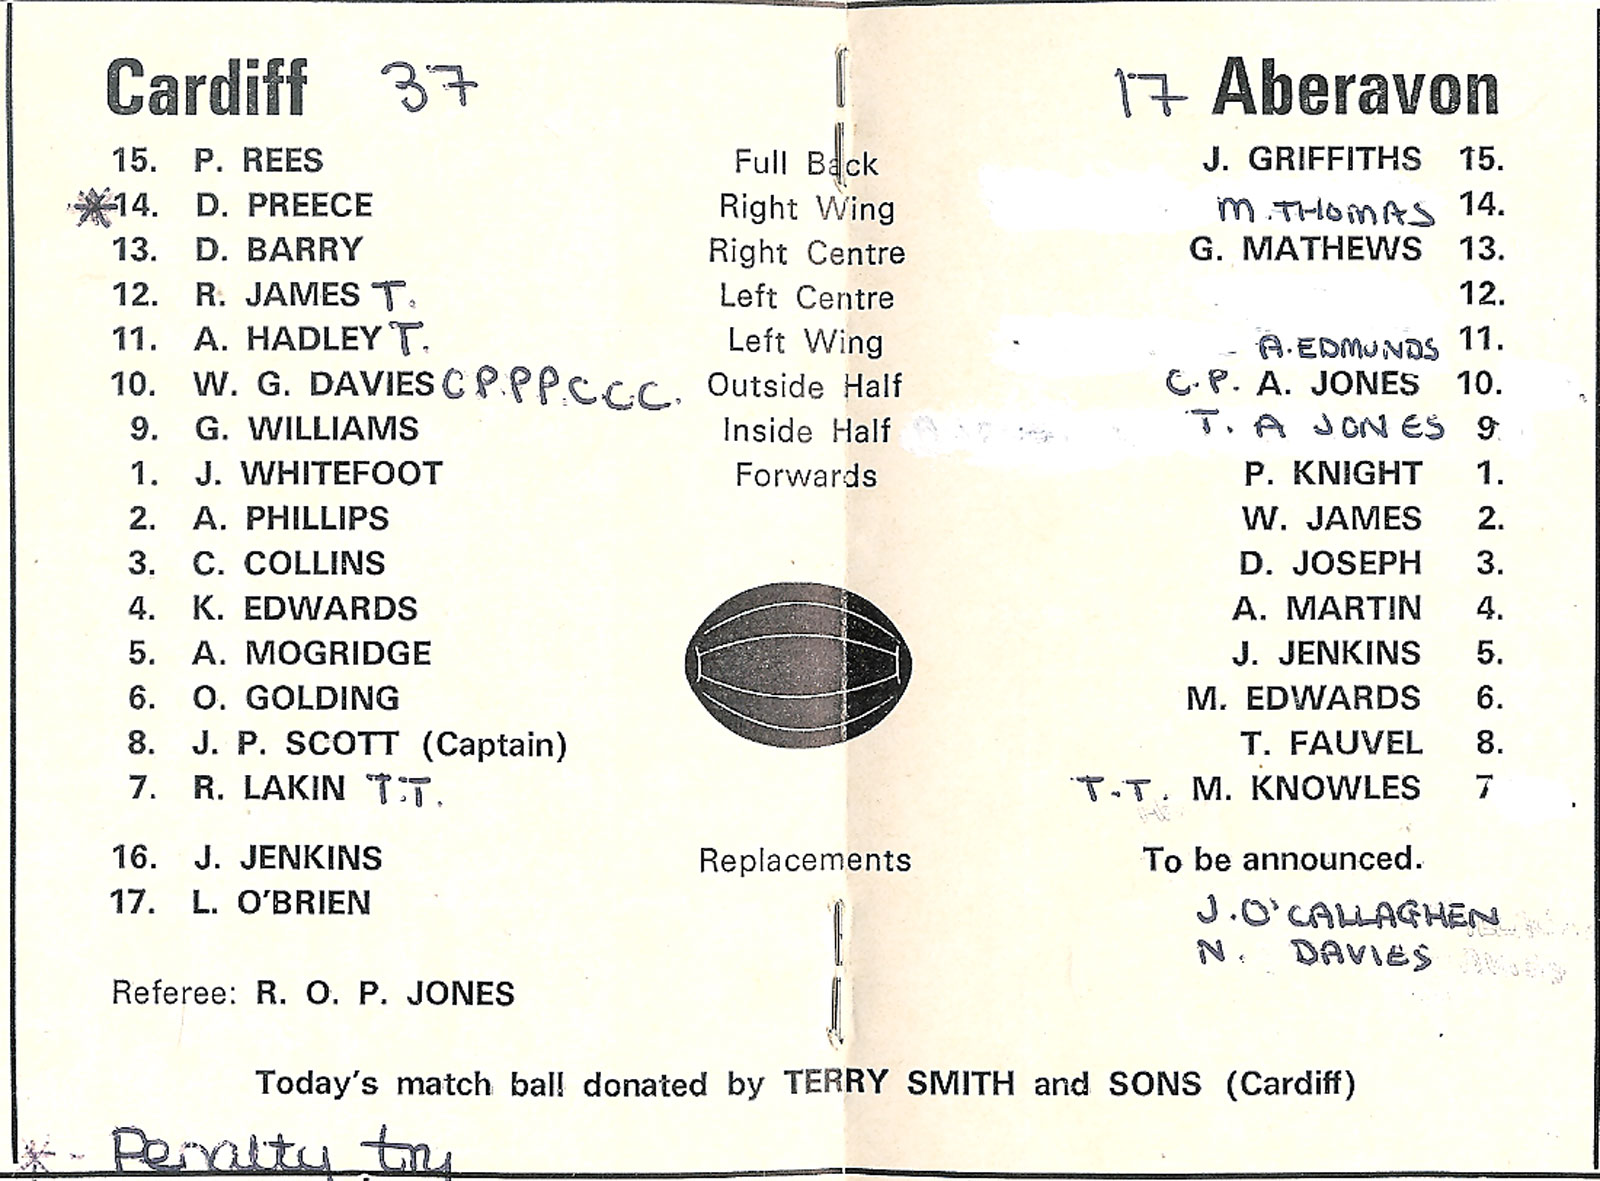 Cardiff 37 17 Aberavon
15. P. REES Full Back J. GRIFFITHS 15.
*14. D. PREECE Right Wing M. THOMAS 14.
13. D. BARRY Right Centre G. MATHEWS 13.
12. R. JAMES T. Left Centre 12.
11. A. HADLEY T. Left Wing A. EDMUNDS 11.
10. W. G. DAVIES C P.P.P.C.C.C. Outside Half C.P. A. JONES 10.
9. G. WILLIAMS Inside Half T. A JONES 9.
1. J. WHITEFOOT Forwards P. KNIGHT 1.
2. A. PHILLIPS W. JAMES 2.
3. C. COLLINS D. JOSEPH 3.
4. K. EDWARDS A. MARTIN 4.
5. A. MOGRIDGE J. JENKINS 5.
6. O. GOLDING M. EDWARDS 6.
8. J. P. SCOTT (Captain) T. FAUVEL 8.
7. R. LAKIN T.T. T.T. M. KNOWLES 7
16. J. JENKINS Replacements To be announced.
17. L. O'BRIEN J. O'CALLAGHEN
N. DAVIES
Referee: R. O. P. JONES
Today's match ball donated by TERRY SMITH and SONS (Cardiff)
* - Penalty try